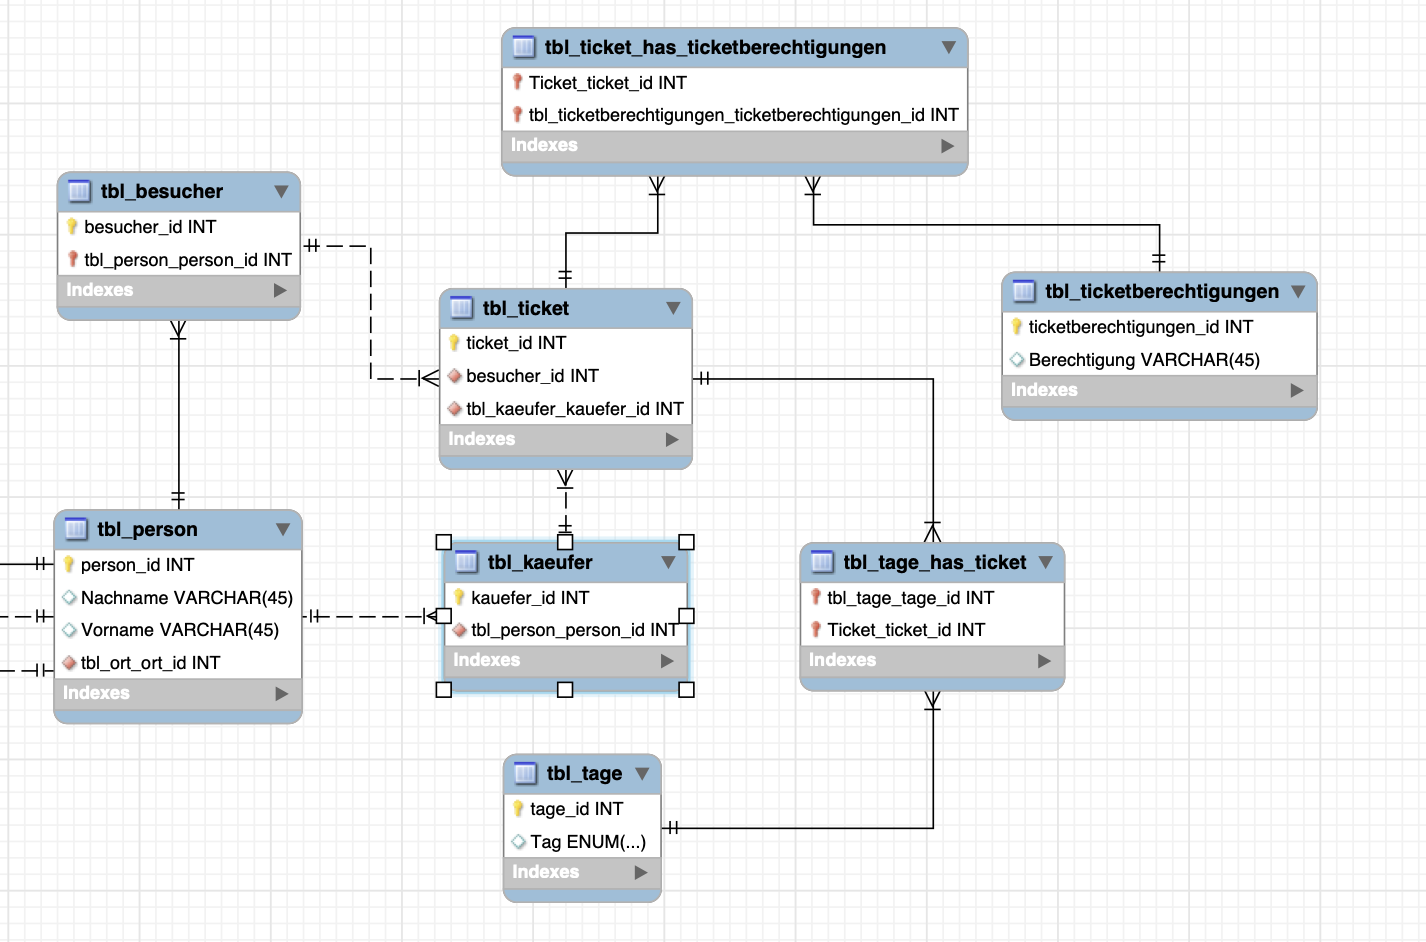 tbl_ticket_has_ticketberechtigungen
Ticket_ticket_id INT
tbl_ticketberechtigungen_ticketberechtigungen_id INT
Indexes
tbl_besucher
besucher_id INT
tbl_person_person_id INT
Indexes
tbl_ticket
ticket_id INT
besucher_id INT
tbl_kaeufer_kauefer_id INT
Indexes
tbl_ticketberechtigungen
ticketberechtigungen_id INT
Berechtigung VARCHAR(45)
Indexes
tbl_person
person_id INT
Nachname VARCHAR(45)
Vorname VARCHAR(45)
tbl_ort_ort_id INT
Indexes
tbl_kaeufer
kauefer_id INT
tbl_person_person_id INT
Indexes
tbl_tage_has_ticket
tbl_tage_tage_id INT
Ticket_ticket_id INT
Indexes
tbl_tage
tage_id INT
Tag ENUM(...)
Indexes